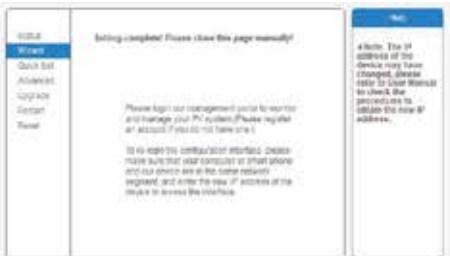 Help
Status
Wizard
Quick Set
Advanced
Upgrade
Restart
Reset
Setting complete! Please close this page manually!
Please login our management portal to monitor
and manage your PV system.(Please register
an account if you do not have one.)
To re-login the configuration interface, please
make sure that your computer or smart phone
and our device are in the same network
segment, and enter the new IP address of the
device to access the interface.
★Note: The IP
address of the
device may have
changed, please
refer to User Manual
to check the
procedures to
obtain the new IP
address.